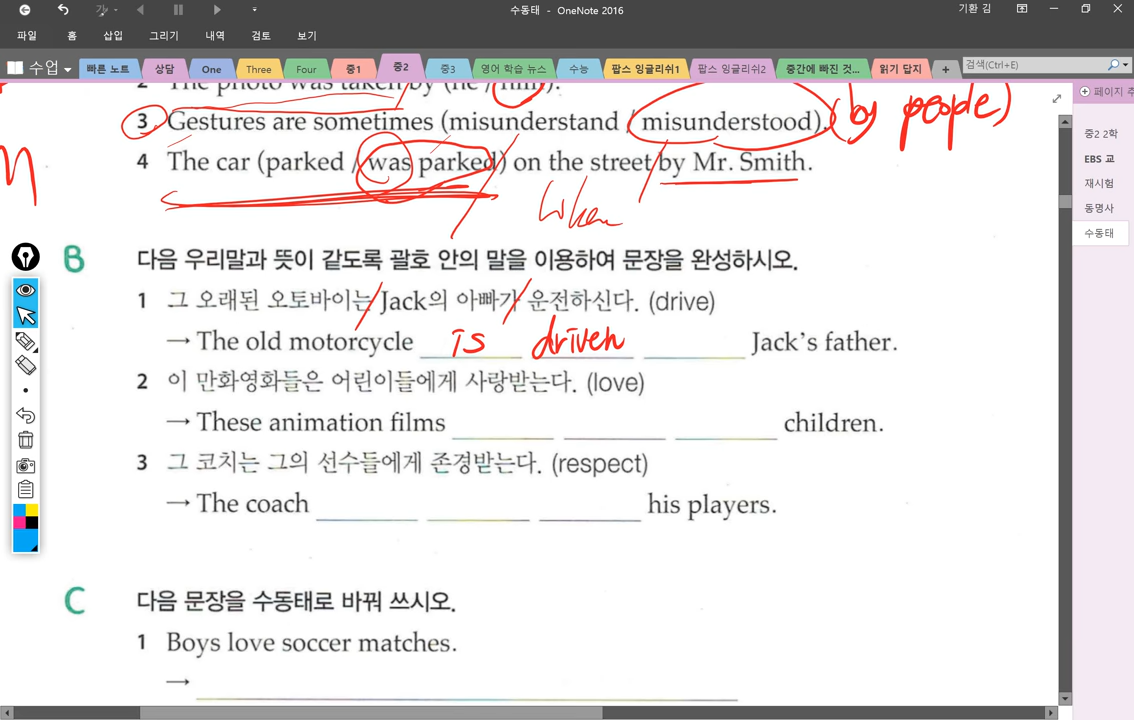 수동태 - OneNote 2016
기환 김
파일 홈 삽입 그리기 내역 검토 보기
수업 빠른 노트 상담 One Three Four 중1 중2 중3 영어 학습 뉴스 수능 팝스 잉글리쉬1 팝스 잉글리쉬2 중간에 빠진 것... 읽기 답지 + 검색(Ctrl+E)
페이지 추
2 The photo was taken by (he / him).
3 Gestures are sometimes (misunderstand / misunderstood). (by people)
4 The car (parked / was parked) on the street by Mr. Smith.
중2 2학
EBS 교
재시험
동명사
수동태
B 다음 우리말과 뜻이 같도록 괄호 안의 말을 이용하여 문장을 완성하시오.
1 그 오래된 오토바이는 Jack의 아빠가 운전하신다. (drive)
→ The old motorcycle is driven Jack's father.
2 이 만화영화들은 어린이들에게 사랑받는다. (love)
→ These animation films children.
3 그 코치는 그의 선수들에게 존경받는다. (respect)
→ The coach his players.
C 다음 문장을 수동태로 바꿔 쓰시오.
1 Boys love soccer matches.
→